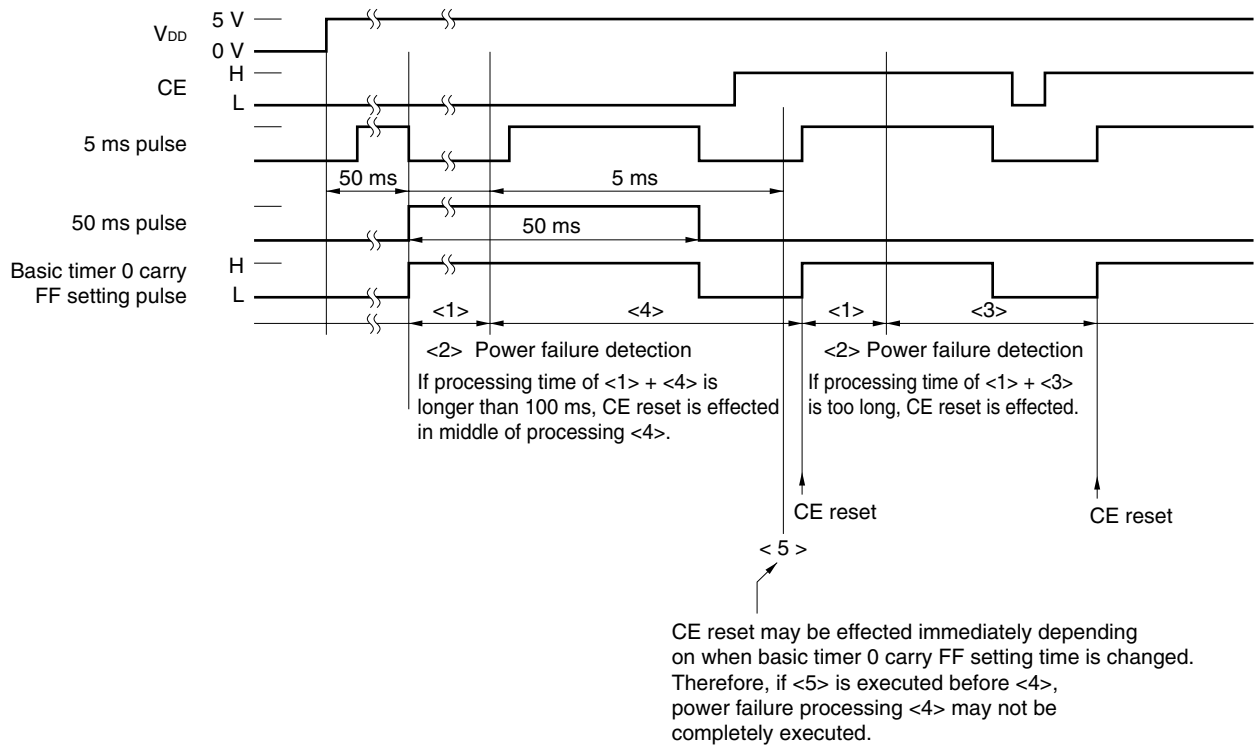 5 V
VDD
0 V
H
CE
L
5 ms pulse
50 ms
5 ms
50 ms pulse
50 ms
Basic timer 0 carry
FF setting pulse
H
L
<1>
<4>
<1>
<3>
<2> Power failure detection
If processing time of <1> + <4> is
longer than 100 ms, CE reset is effected
in middle of processing <4>.
<2> Power failure detection
If processing time of <1> + <3>
is too long, CE reset is effected.
CE reset
CE reset
< 5 >
CE reset may be effected immediately depending
on when basic timer 0 carry FF setting time is changed.
Therefore, if <5> is executed before <4>,
power failure processing <4> may not be
completely executed.